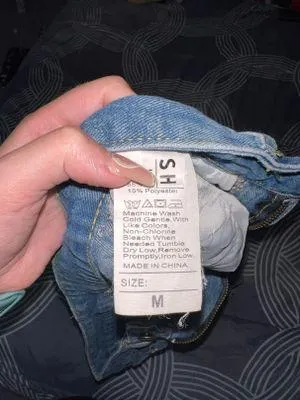 SH
15% Polyester
Machine Wash
Cold Gentle,With
Like Colors,
Non-Chlorine
Bleach When
Needed Tumble
Dry Low,Remove
Promptly,Iron Low.
MADE IN CHINA
SIZE:
M